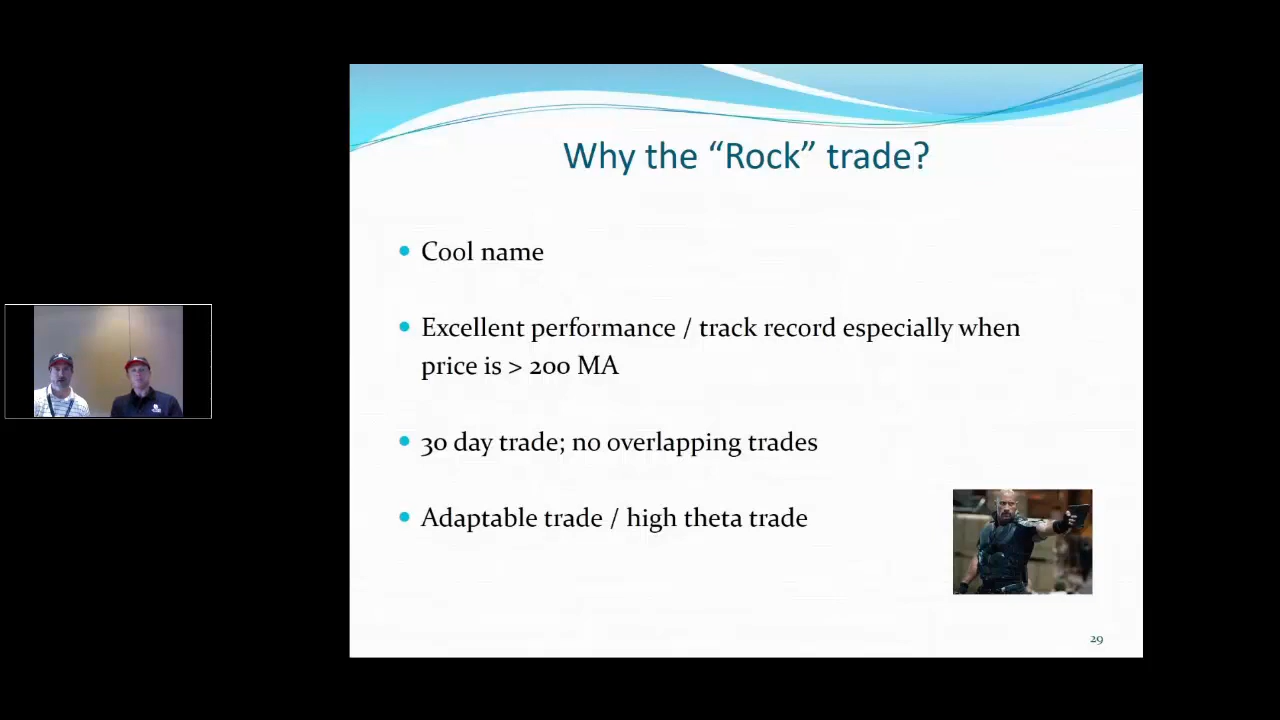 Why the “Rock” trade?
Cool name
Excellent performance / track record especially when
price is > 200 MA
30 day trade; no overlapping trades
Adaptable trade / high theta trade
29